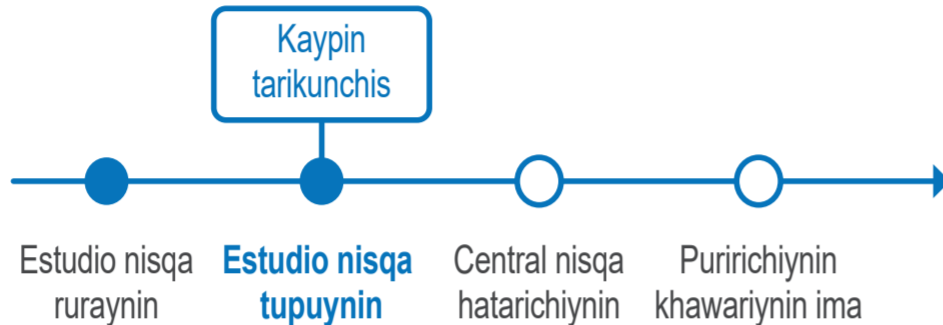 Kaypin
tarikunchis
Estudio nisqa
ruraynin
Estudio nisqa
tupuynin
Central nisqa
hatarichiynin
Puririchiynin
khawariynin ima